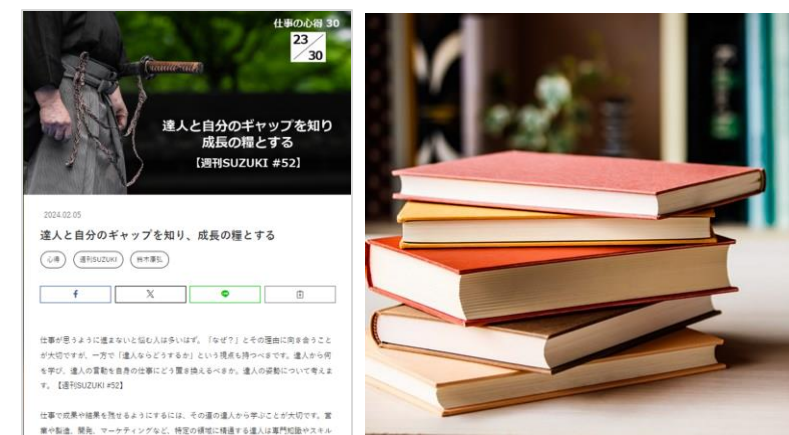 仕事の心得 30
23
30
達人と自分のギャップを知り
成長の糧とする
【週刊SUZUKI #52】
2024.02.05
達人と自分のギャップを知り、成長の糧とする
心得
週刊SUZUKI
鈴木康弘
仕事が思うように進まないと悩む人は多いはず。「なぜ？」とその理由に向き合うこと
が大切ですが、一方で「達人ならどうするか」という視点も持つべきです。達人から何
を学び、達人の言動を自身の仕事にどう置き換えるべきか。達人の姿勢について考えま
す。【週刊SUZUKI #52】
仕事で成果や結果を残せるようにするには、その道の達人から学ぶことが大切です。営
業や製造、開発、マーケティングなど、特定の領域に精通する達人は専門知識やスキル